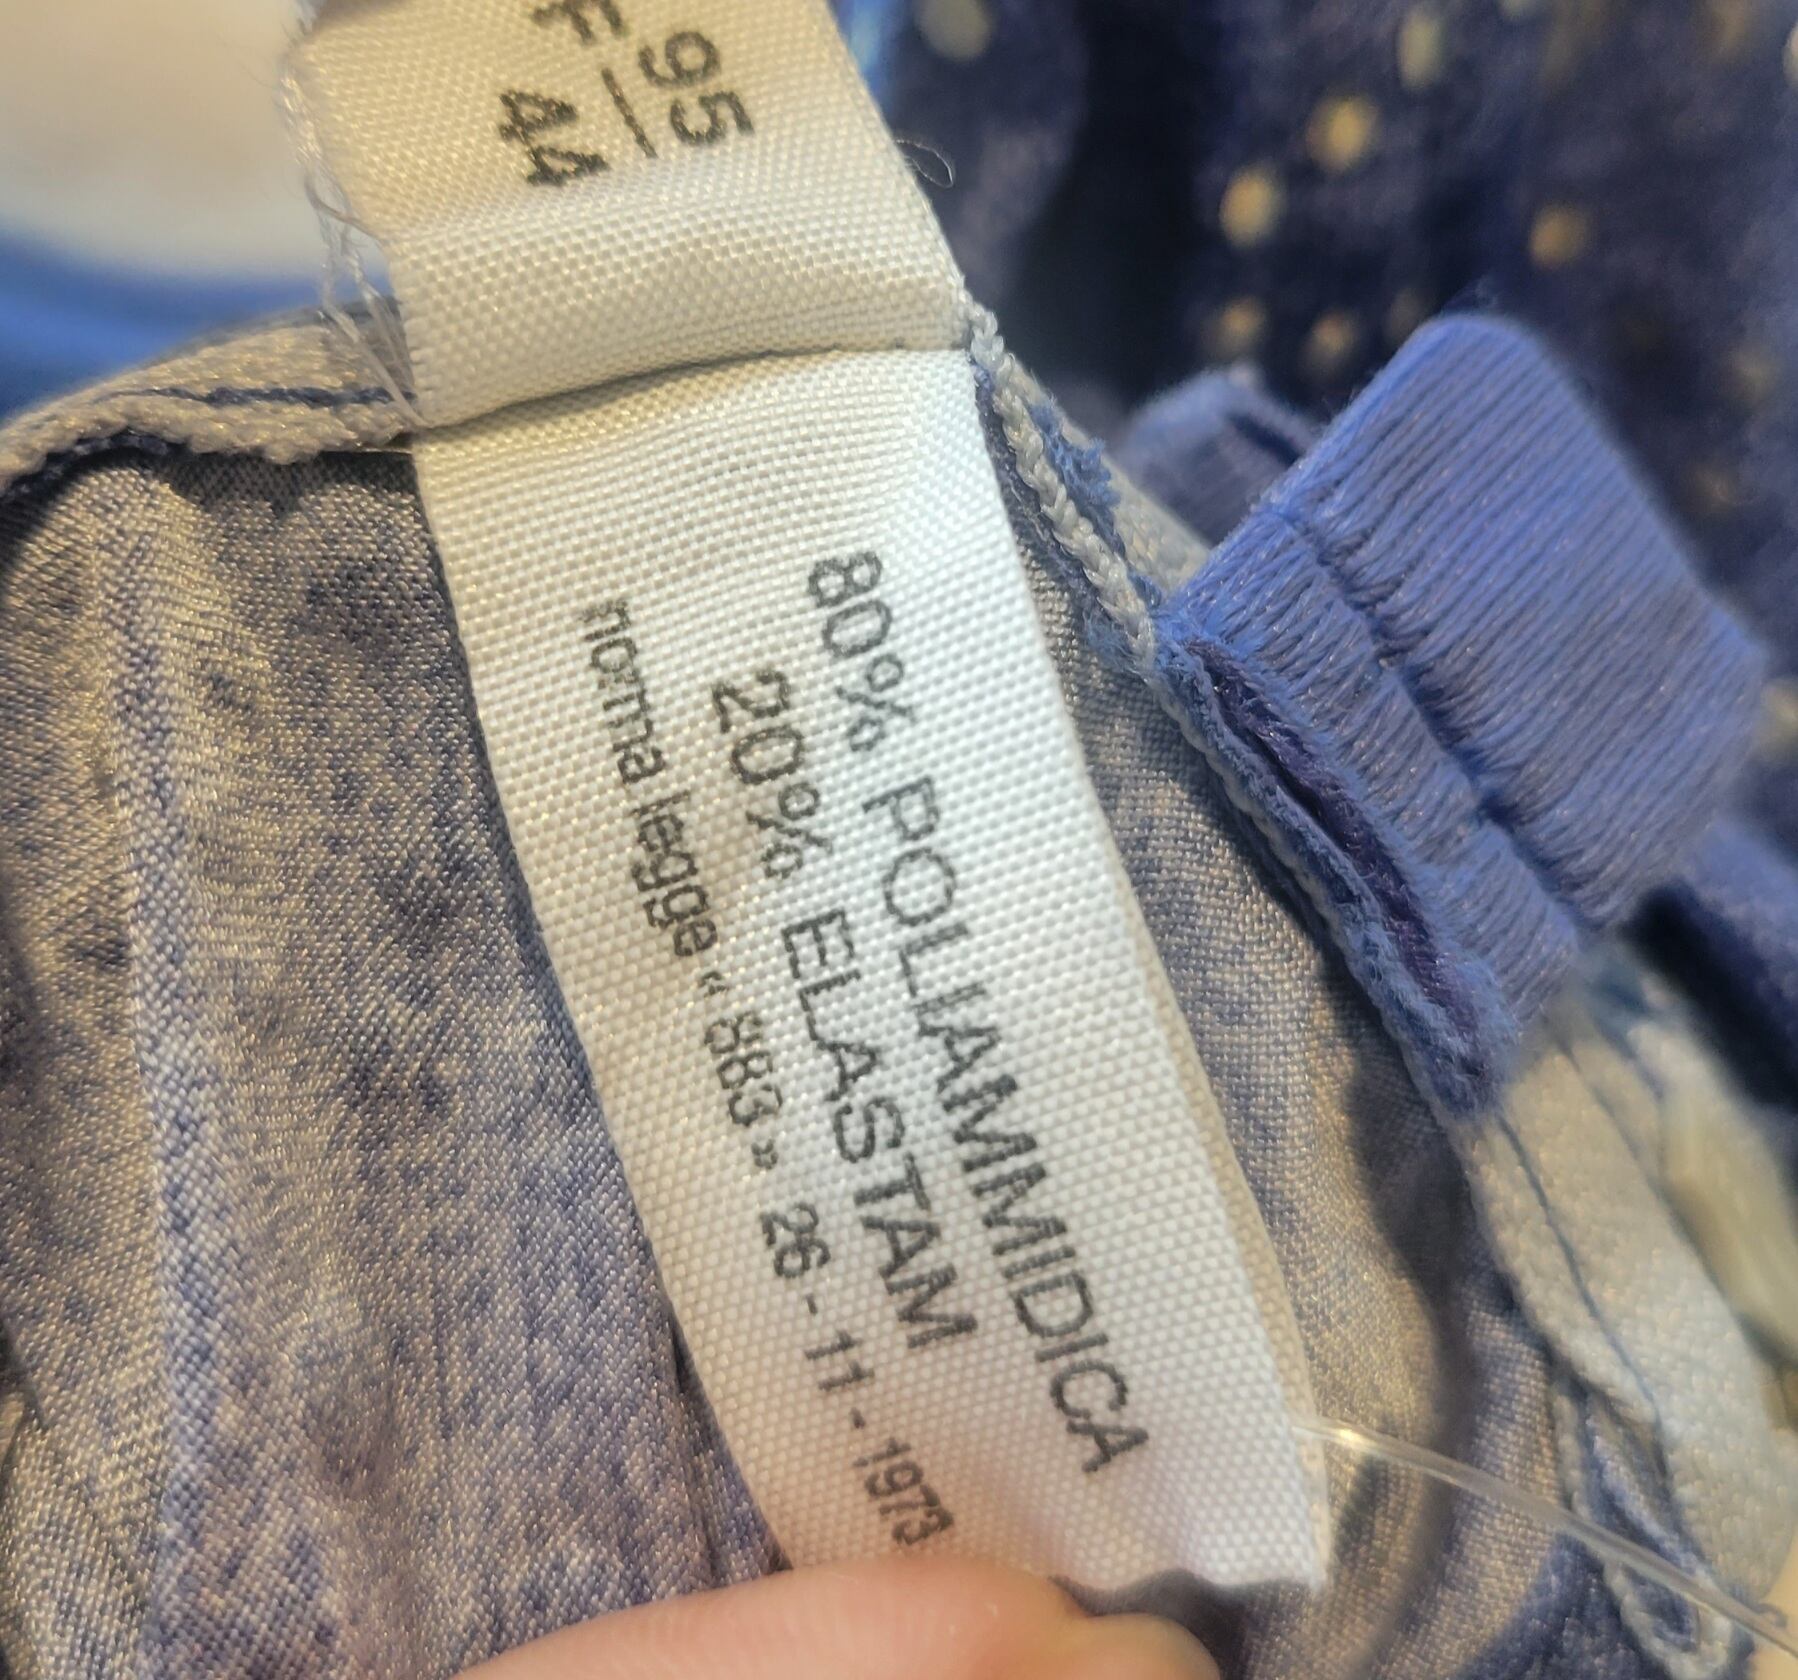 F 95
44
80% POLIAMMIDICA
20% ELASTAM
norma legge “ 883 ” 26 - 11 - 1973